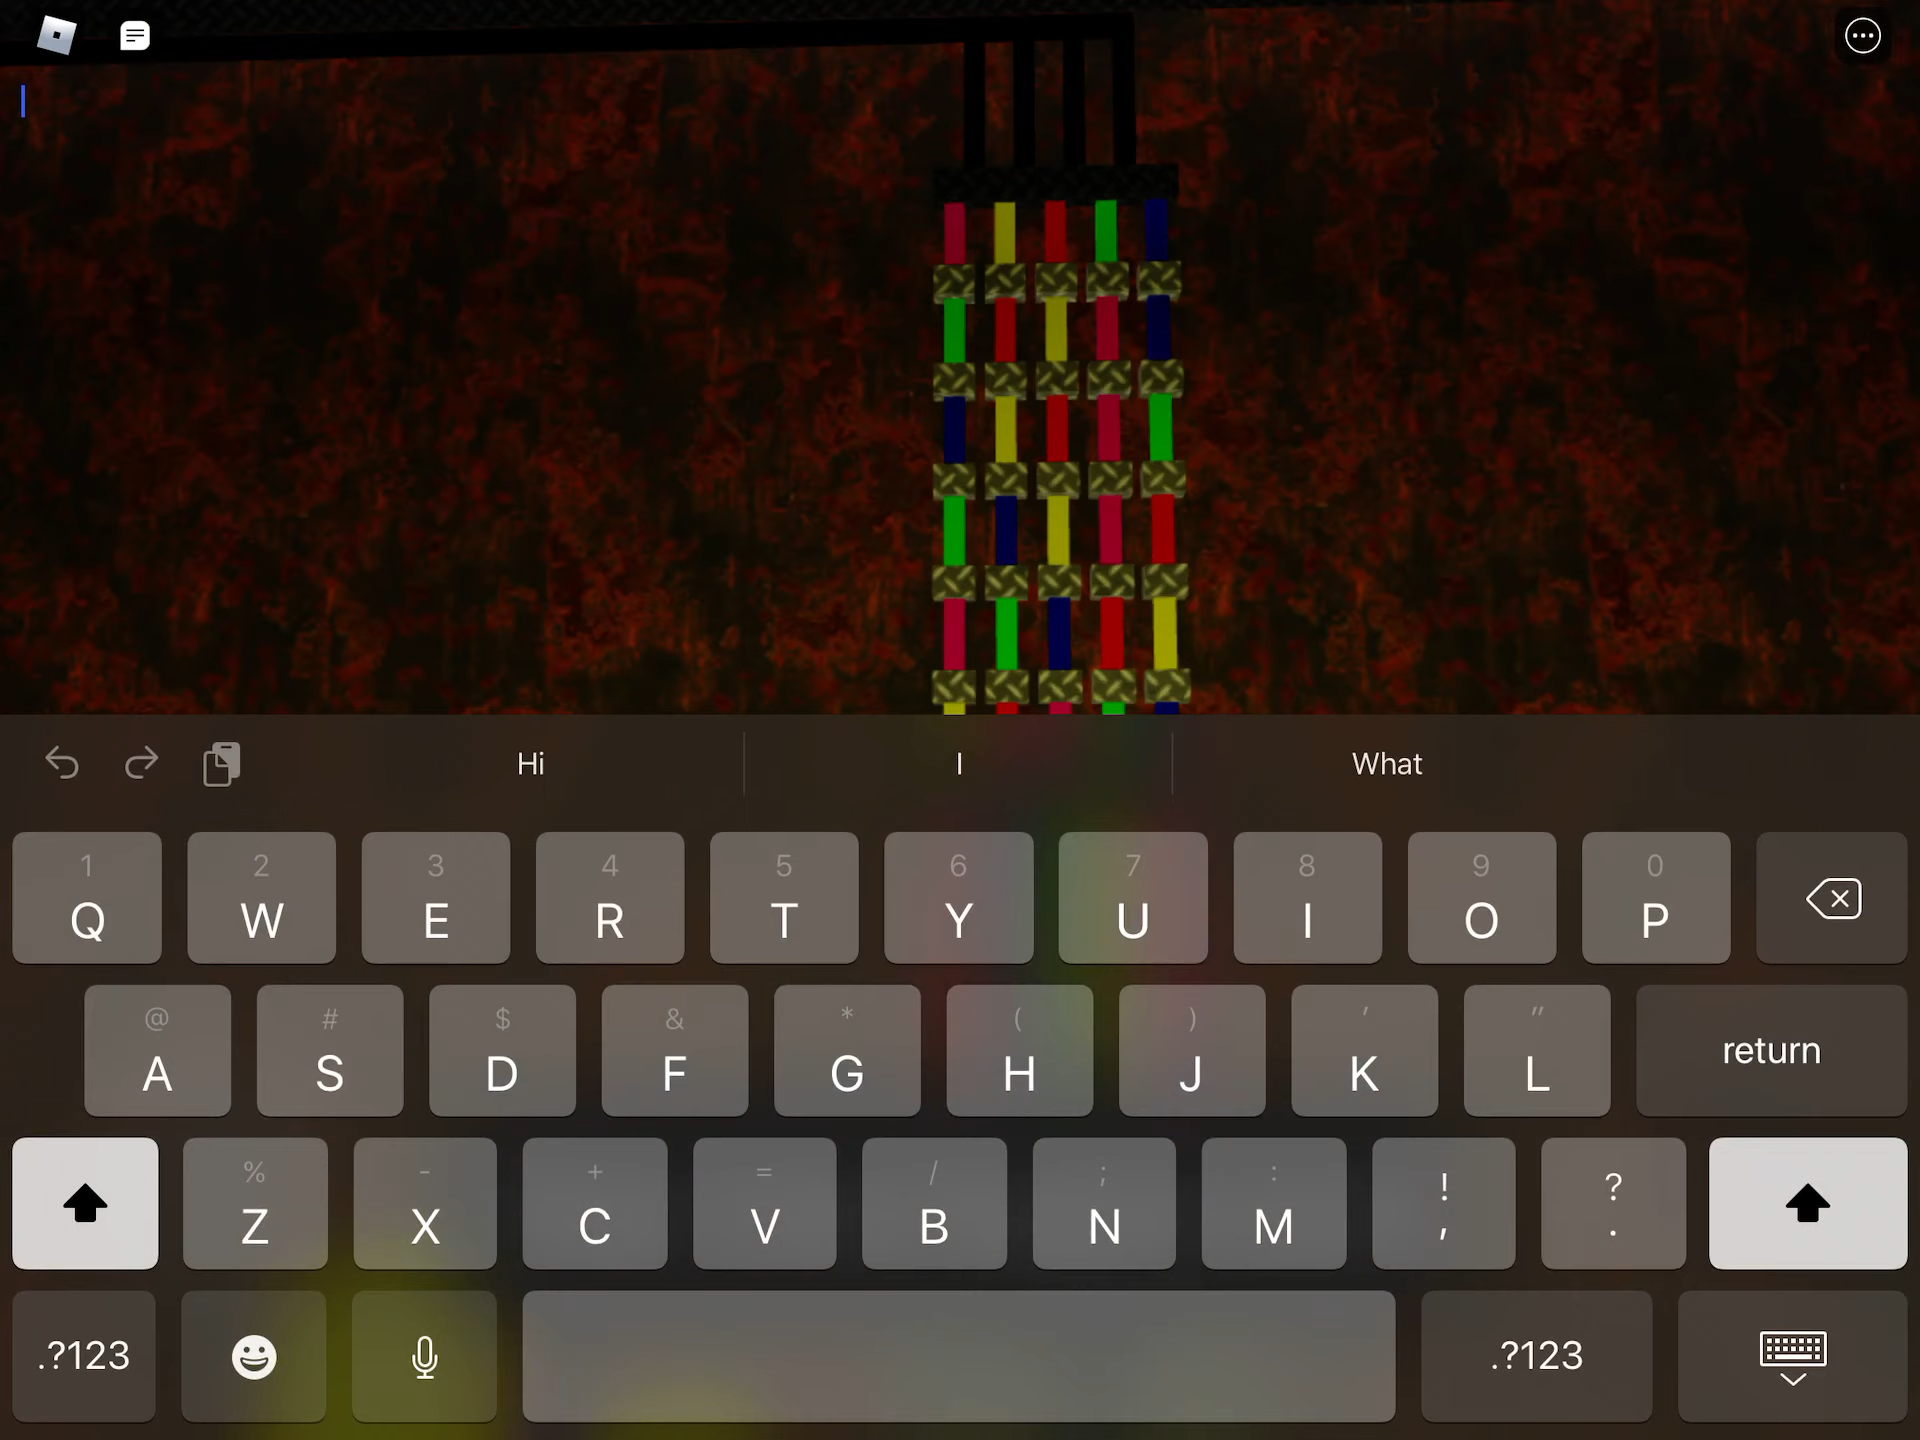 Hi I What
1 2 3 4 5 6 7 8 9 0
Q W E R T Y U I O P
@ # $ & * ( ) ' "
A S D F G H J K L return
% - + = / ; : ! ?
Z X C V B N M , .
.?123 .?123